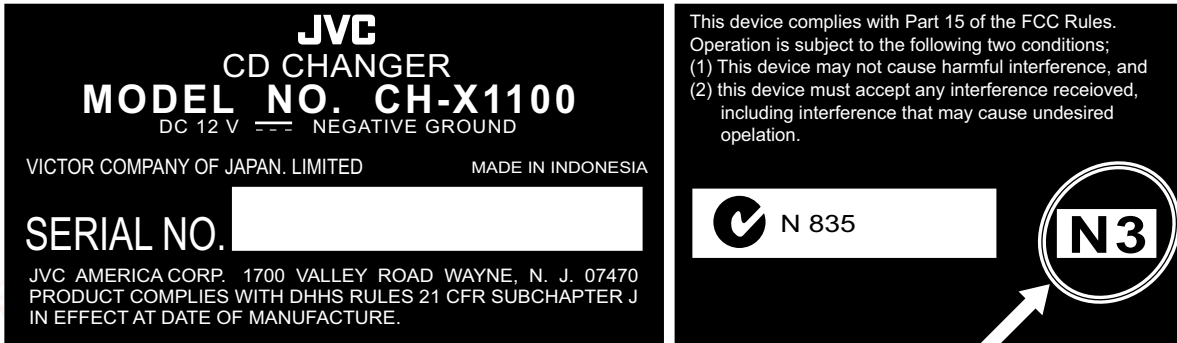 JVC
CD CHANGER
MODEL NO. CH-X1100
DC 12 V NEGATIVE GROUND
VICTOR COMPANY OF JAPAN. LIMITED MADE IN INDONESIA
SERIAL NO.
JVC AMERICA CORP. 1700 VALLEY ROAD WAYNE, N. J. 07470
PRODUCT COMPLIES WITH DHHS RULES 21 CFR SUBCHAPTER J
IN EFFECT AT DATE OF MANUFACTURE.
This device complies with Part 15 of the FCC Rules.
Operation is subject to the following two conditions;
(1) This device may not cause harmful interference, and
(2) this device must accept any interference receioved,
including interference that may cause undesired
opelation.
N 835
N3